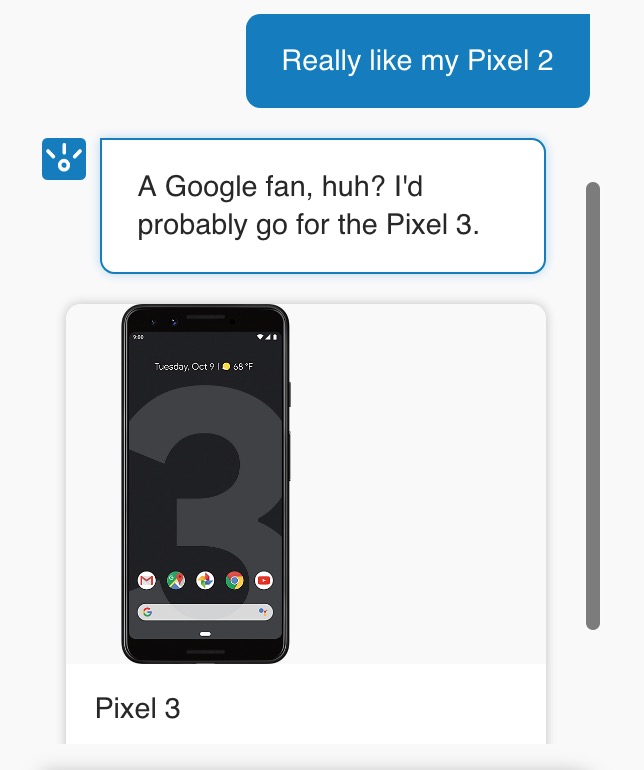 Really like my Pixel 2
A Google fan, huh? I'd
probably go for the Pixel 3.
9:00
Tuesday, Oct 9 | 68 °F
Pixel 3